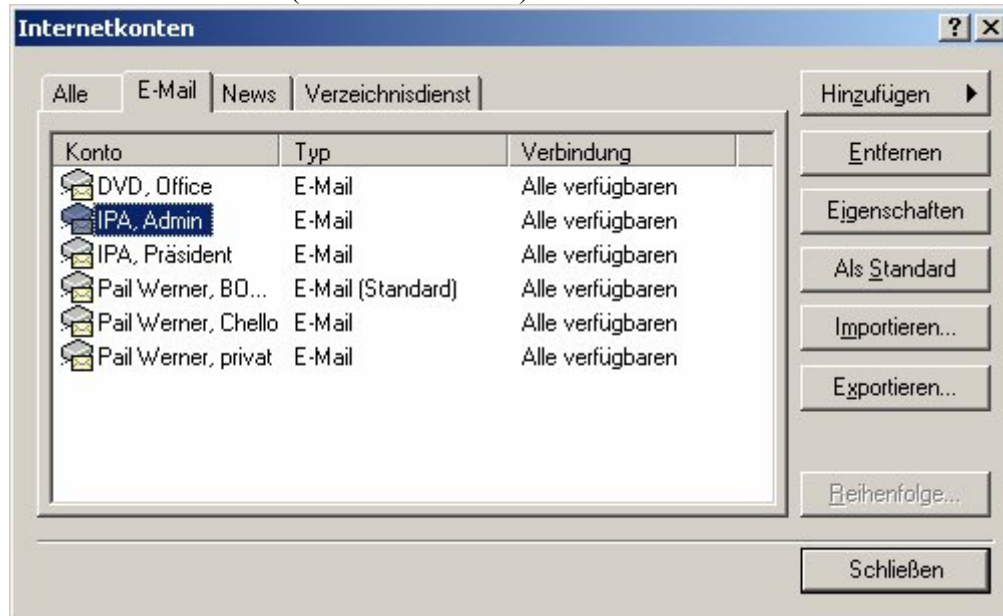 Internetkonten
Alle E-Mail News Verzeichnisdienst
Konto Typ Verbindung
DVD, Office E-Mail Alle verfügbaren
IPA, Admin E-Mail Alle verfügbaren
IPA, Präsident E-Mail Alle verfügbaren
Pail Werner, BO... E-Mail (Standard) Alle verfügbaren
Pail Werner, Chello E-Mail Alle verfügbaren
Pail Werner, privat E-Mail Alle verfügbaren
Hinzufügen
Entfernen
Eigenschaften
Als Standard
Importieren...
Exportieren...
Reihenfolge...
Schließen